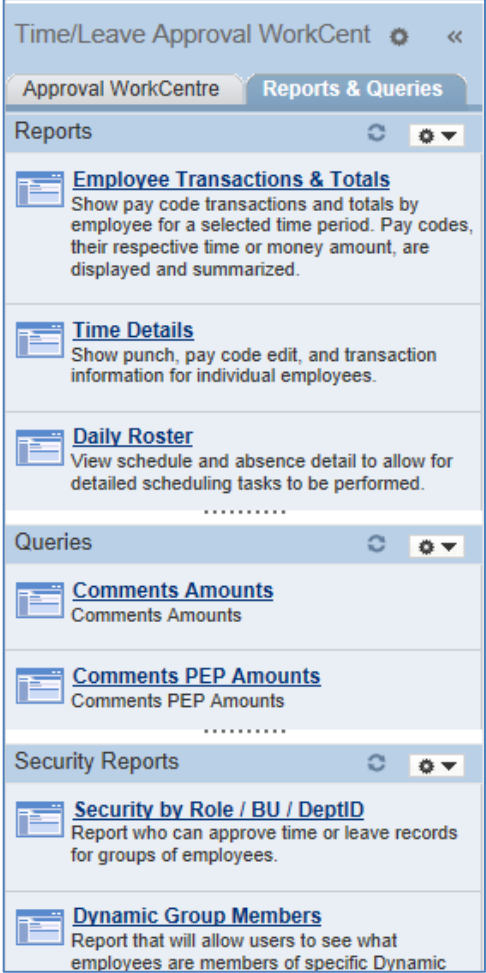 Time/Leave Approval WorkCent
Approval WorkCentre
Reports & Queries
Reports
Employee Transactions & Totals
Show pay code transactions and totals by
employee for a selected time period. Pay codes,
their respective time or money amount, are
displayed and summarized.
Time Details
Show punch, pay code edit, and transaction
information for individual employees.
Daily Roster
View schedule and absence detail to allow for
detailed scheduling tasks to be performed.
Queries
Comments Amounts
Comments Amounts
Comments PEP Amounts
Comments PEP Amounts
Security Reports
Security by Role / BU / DeptID
Report who can approve time or leave records
for groups of employees.
Dynamic Group Members
Report that will allow users to see what
employees are members of specific Dynamic